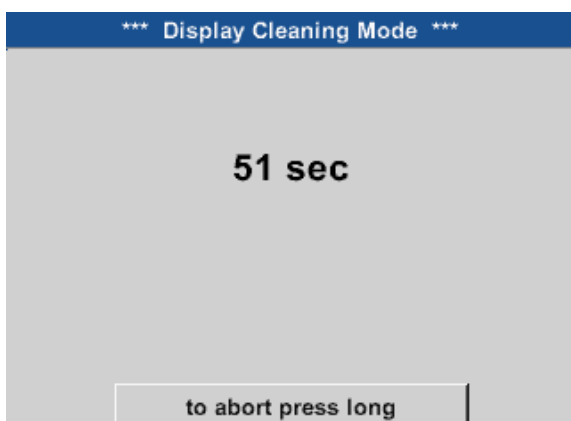 *** Display Cleaning Mode ***
51 sec
to abort press long